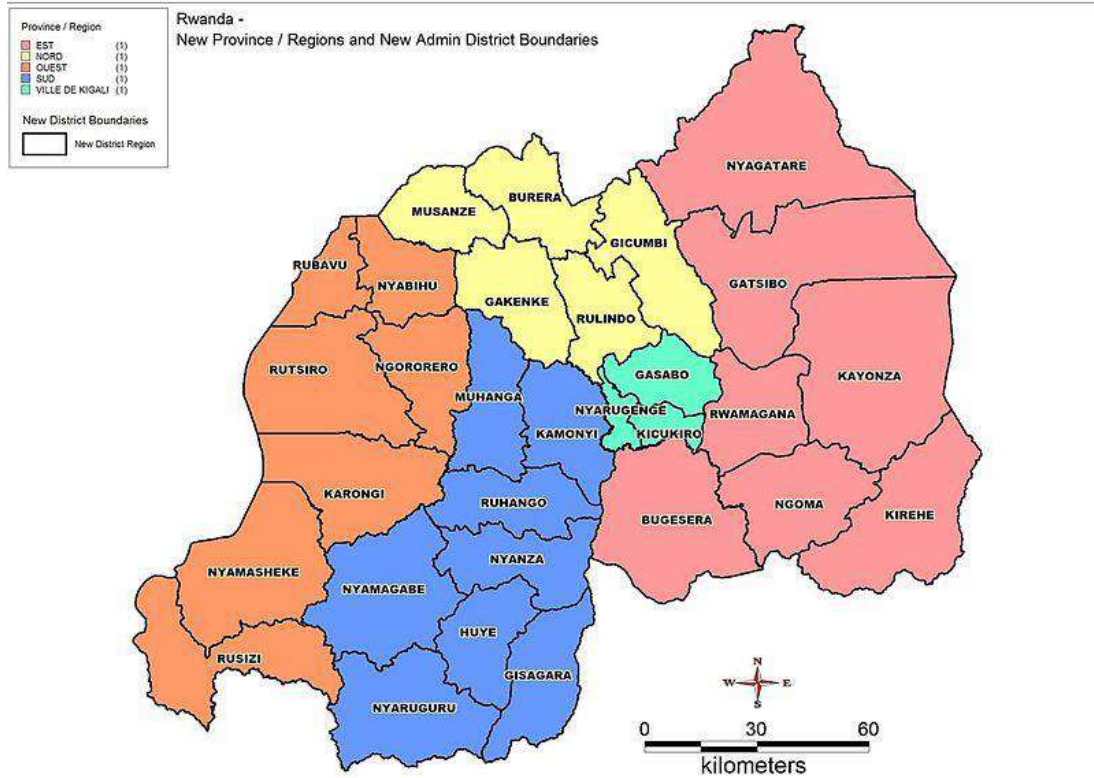 Rwanda -
New Province / Regions and New Admin District Boundaries
Province / Region
EST (1)
NORD (1)
OUEST (1)
SUD (1)
VILLE DE KIGALI (1)
New District Boundaries
New District Region
NYAGATARE
BURERA
MUSANZE
GICUMBI
RUBAVU
NYABIHU
GATSIBO
GAKENKE
RULINDO
RUTSIRO
NGORORERO
GASABO
KAYONZA
MUHANGA
NYARUGENGE
RWAMAGANA
KAMONYI
KICUKIRO
KARONGI
RUHANGO
NGOMA
BUGESERA
KIREHE
NYANZA
NYAMASHEKE
NYAMAGABE
HUYE
RUSIZI
GISAGARA
NYARUGURU
N
W E
S
0 30 60
kilometers